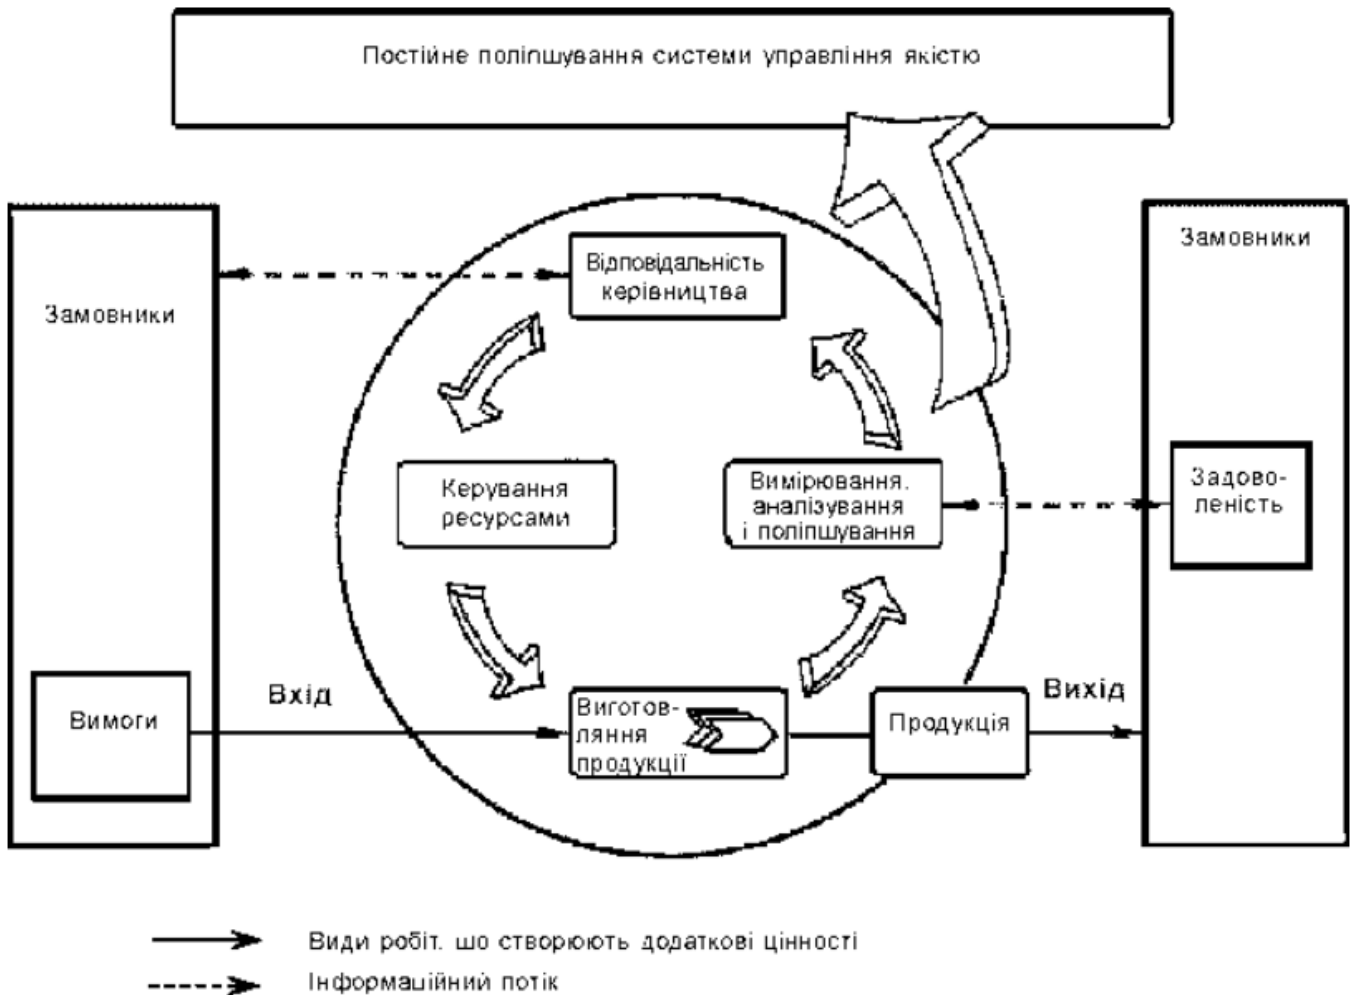 Постійне поліпшування системи управління якістю
Замовники
Замовники
Відповідальність
керівництва
Керування
ресурсами
Вимірювання,
аналізування
і поліпшування
Задово-
леність
Вхід
Вимоги
Виготов-
ляння
продукції
Продукція
Вихід
Види робіт, що створюють додаткові цінності
Інформаційний потік